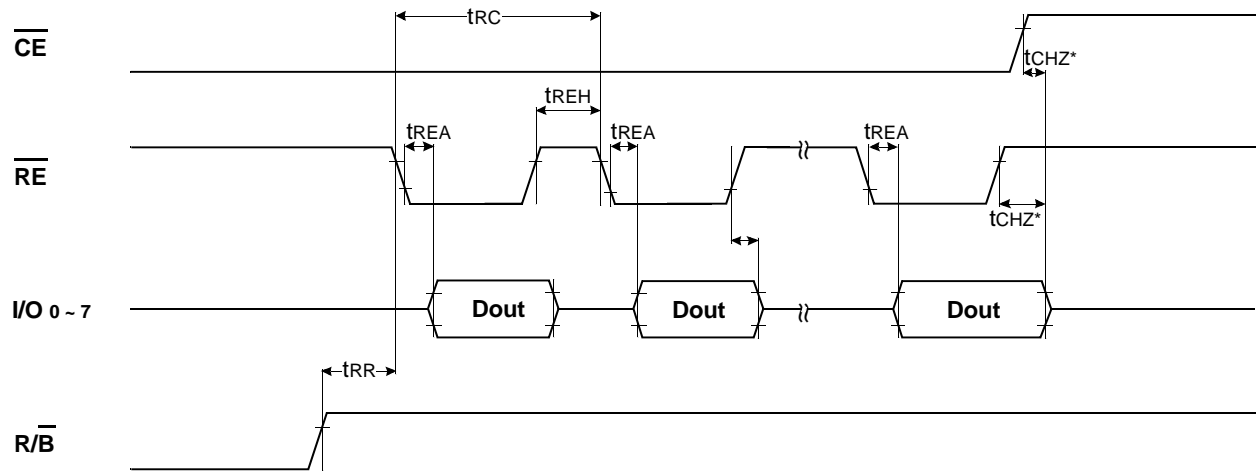 tRC
CE
tCHZ*
tREH
tREA
tREA
tREA
RE
tCHZ*
I/O 0 ~ 7
Dout
Dout
Dout
tRR
R/B